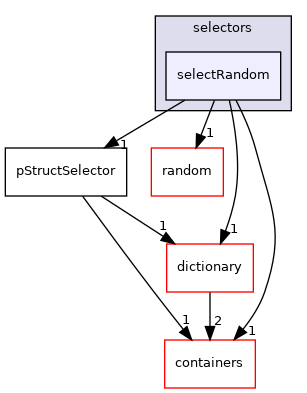 selectors
selectRandom
1
1
pStructSelector
random
1
1
dictionary
1
2
1
containers